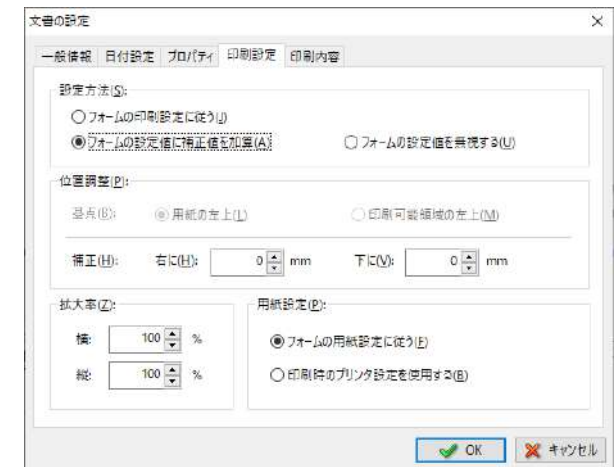 文書の設定
一般情報 日付設定 プロパティ 印刷設定 印刷内容
設定方法(S):
フォームの印刷設定に従う(J)
フォームの設定値に補正値を加算(A) フォームの設定値を無視する(U)
位置調整(P):
基点(B): 用紙の左上(L) 印刷可能領域の左上(M)
補正(H): 右に(H): 0 mm 下に(V): 0 mm
拡大率(Z): 用紙設定(P):
横: 100 % フォームの用紙設定に従う(F)
縦: 100 % 印刷時のプリンタ設定を使用する(R)
OK キャンセル